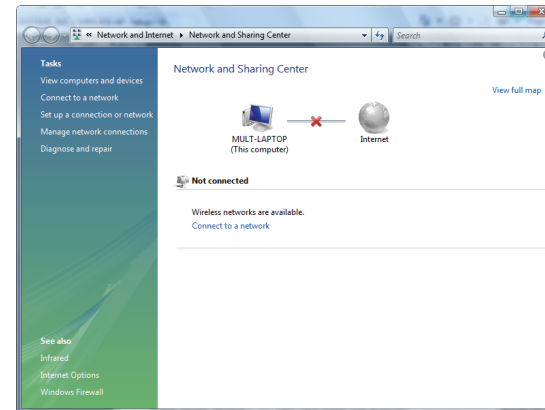 « Network and Internet ▸ Network and Sharing Center
Search
Tasks
View computers and devices
Connect to a network
Set up a connection or network
Manage network connections
Diagnose and repair
Network and Sharing Center
View full map
MULT-LAPTOP
(This computer)
Internet
Not connected
Wireless networks are available.
Connect to a network
See also
Infrared
Internet Options
Windows Firewall